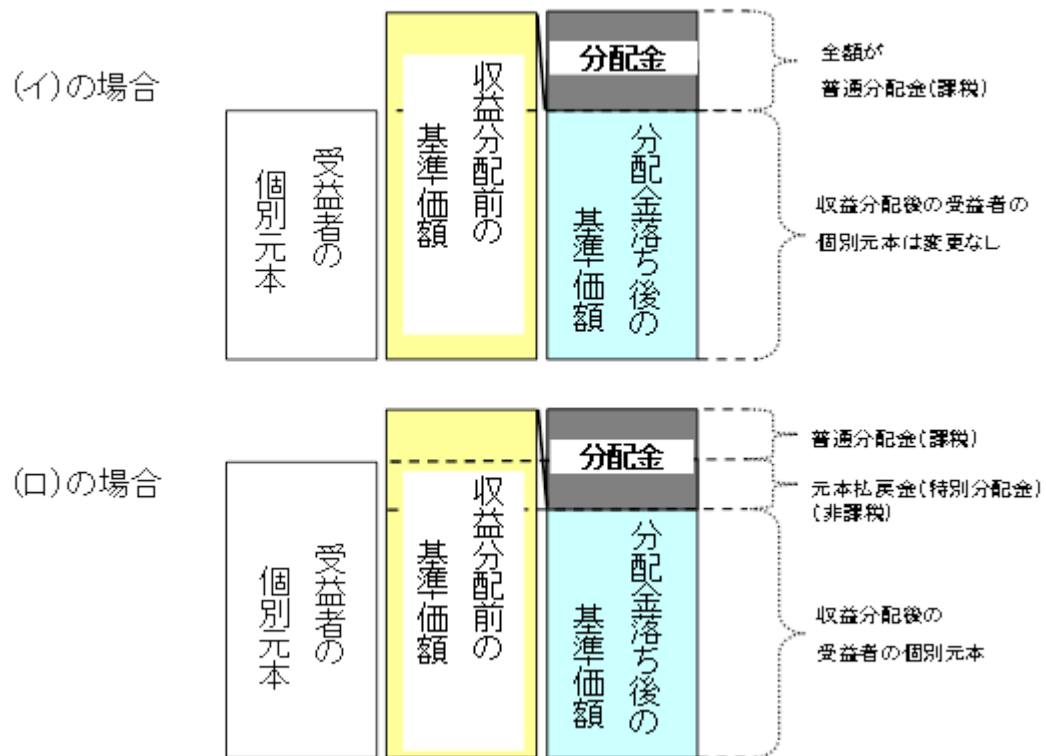 (イ)の場合
受益者の
個別元本
収益分配前の
基準価額
分配金
分配金落ち後の
基準価額
全額が
普通分配金(課税)
収益分配後の受益者の
個別元本は変更なし
(ロ)の場合
受益者の
個別元本
収益分配前の
基準価額
分配金
分配金落ち後の
基準価額
普通分配金(課税)
元本払戻金(特別分配金)
(非課税)
収益分配後の
受益者の個別元本